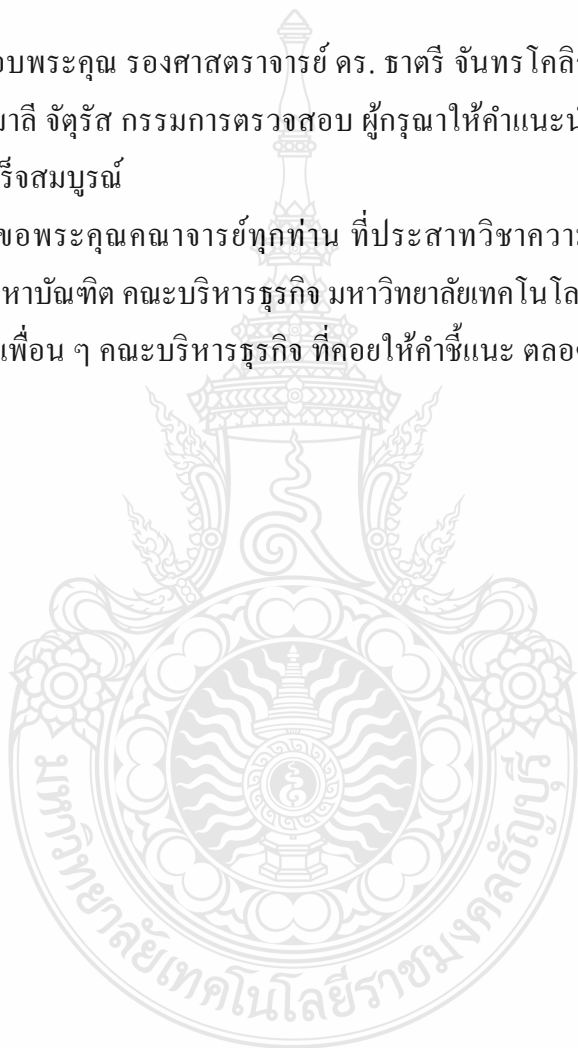 อบพระคุณ รองศาสตราจารย์ ดร. ธาตรี จันทรโคลิ
มาลี จัตุรัส กรรมการตรวจสอบ ผู้กรุณาให้คำแนะนำ
ร็จสมบูรณ์
ขอพระคุณคณาจารย์ทุกท่าน ที่ประสาทวิชาความ
หาบัณฑิต คณะบริหารธุรกิจ มหาวิทยาลัยเทคโนโล
เพื่อน ๆ คณะบริหารธุรกิจ ที่คอยให้คำชี้แนะ ตลอด
มหาวิทยาลัยเทคโนโลยีราชมงคลธัญบุรี